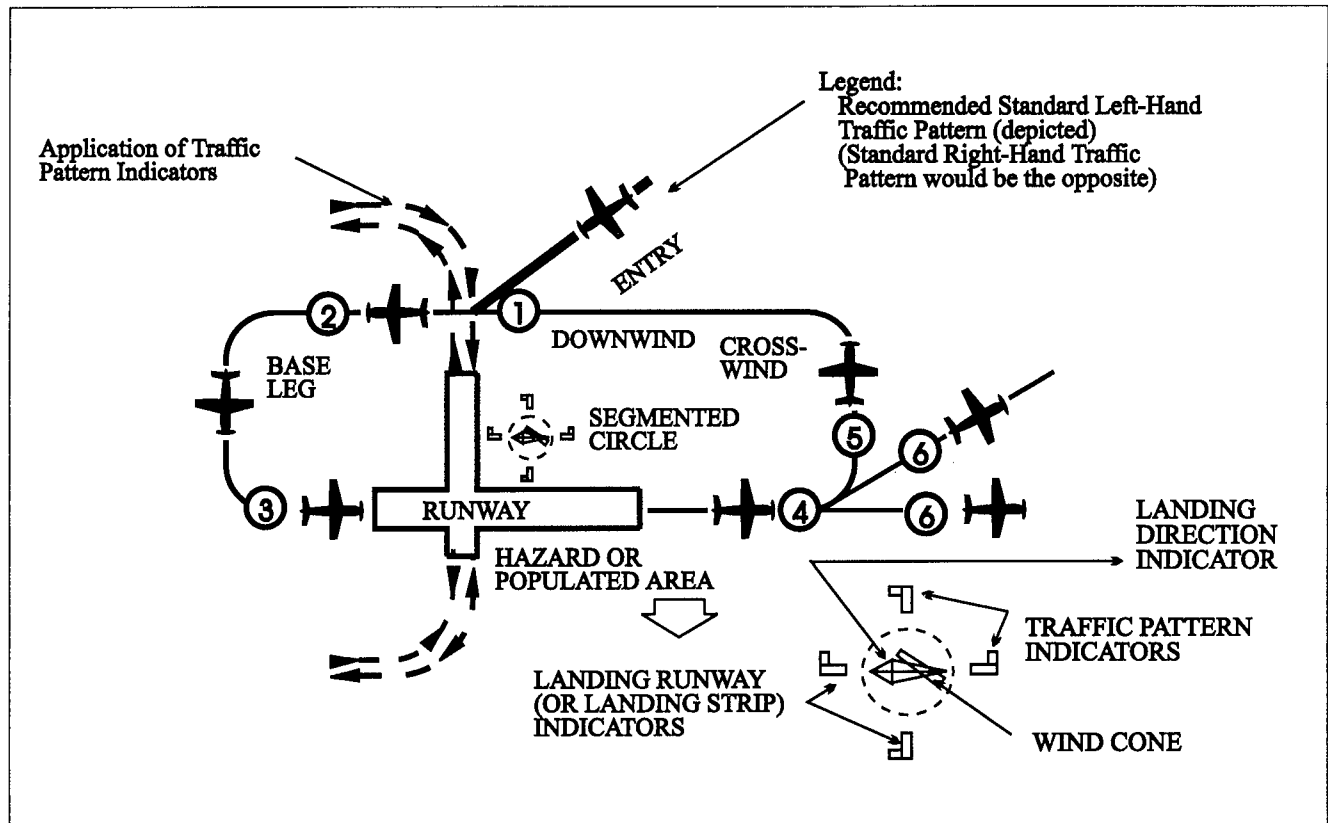 Legend:
Recommended Standard Left-Hand
Traffic Pattern (depicted)
(Standard Right-Hand Traffic
Pattern would be the opposite)
Application of Traffic
Pattern Indicators
ENTRY
1
2
DOWNWIND
CROSS-
WIND
BASE
LEG
SEGMENTED
CIRCLE
5
6
3
RUNWAY
4
6
LANDING
DIRECTION
INDICATOR
HAZARD OR
POPULATED AREA
TRAFFIC PATTERN
INDICATORS
LANDING RUNWAY
(OR LANDING STRIP)
INDICATORS
WIND CONE